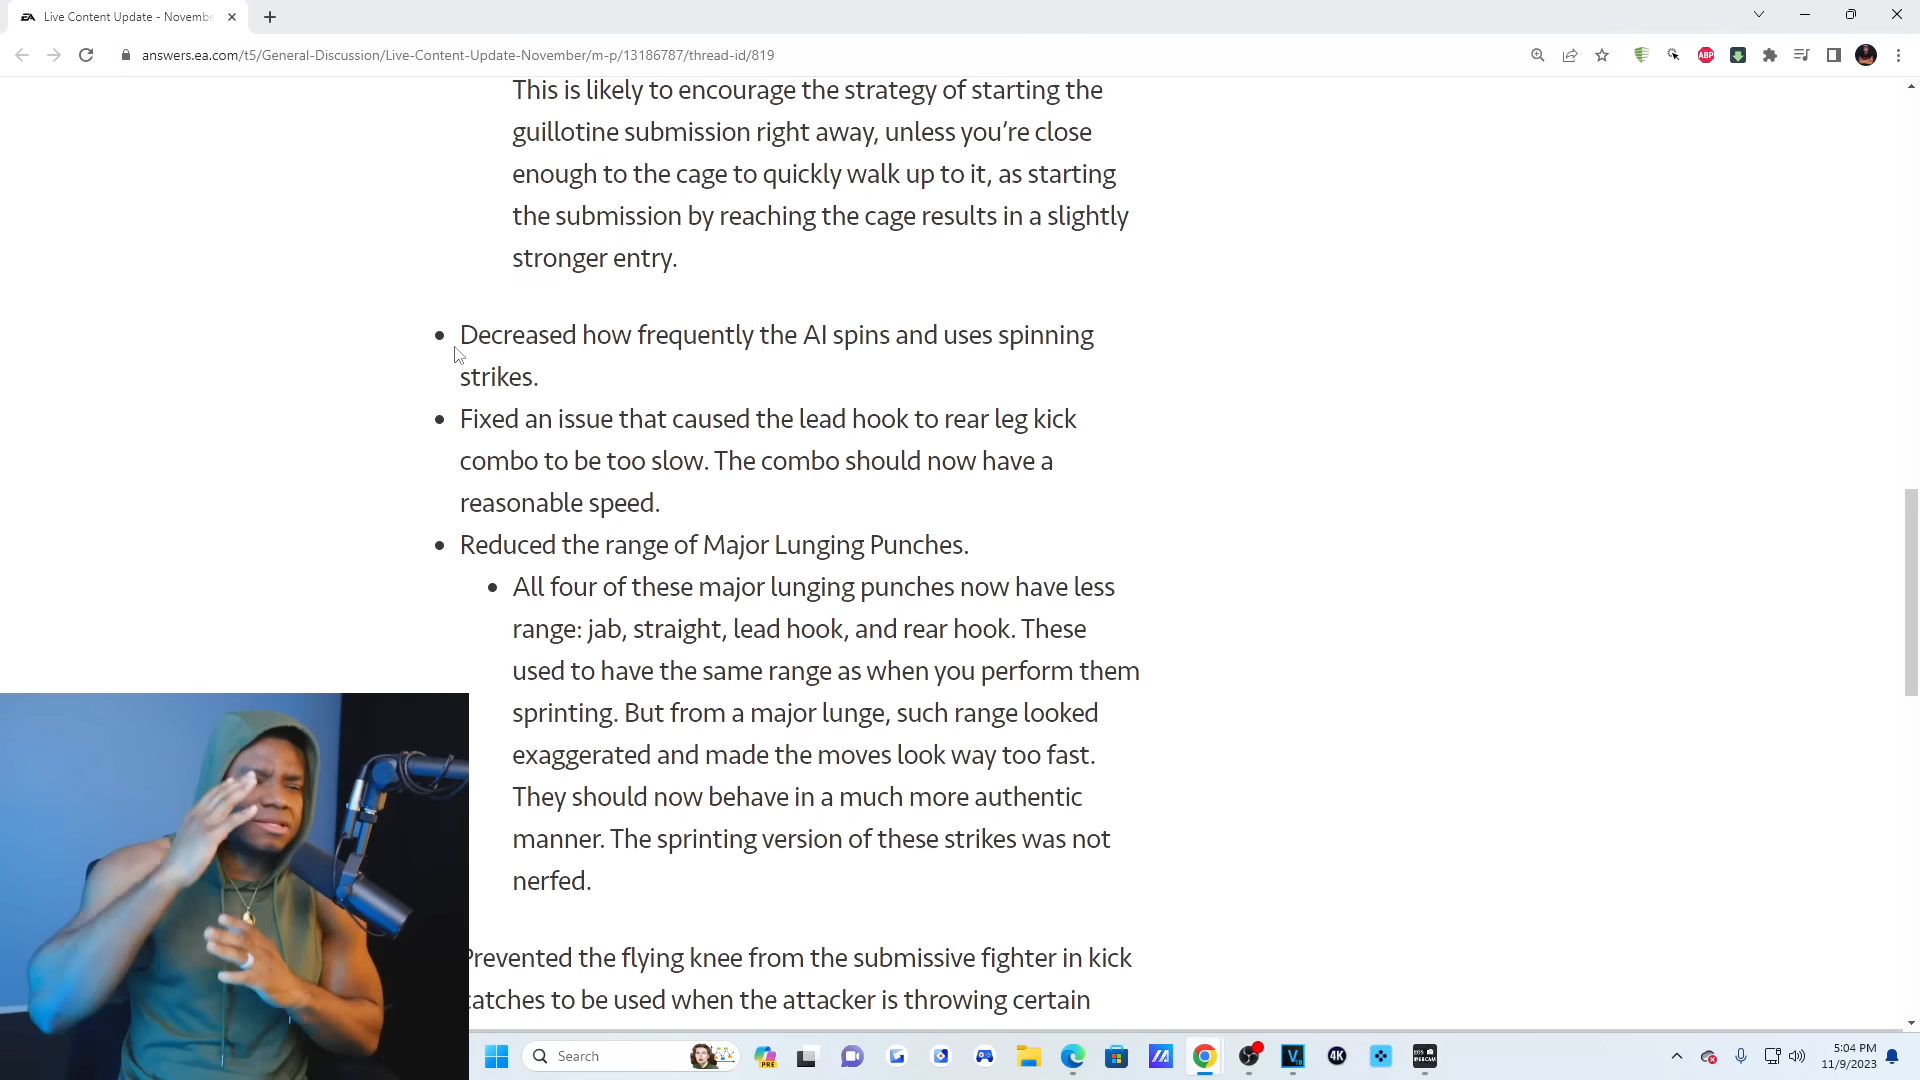 Live Content Update - Novembe
answers.ea.com/t5/General-Discussion/Live-Content-Update-November/m-p/13186787/thread-id/819
ABP
This is likely to encourage the strategy of starting the
guillotine submission right away, unless you’re close
enough to the cage to quickly walk up to it, as starting
the submission by reaching the cage results in a slightly
stronger entry.
Decreased how frequently the AI spins and uses spinning
strikes.
Fixed an issue that caused the lead hook to rear leg kick
combo to be too slow. The combo should now have a
reasonable speed.
Reduced the range of Major Lunging Punches.
All four of these major lunging punches now have less
range: jab, straight, lead hook, and rear hook. These
used to have the same range as when you perform them
sprinting. But from a major lunge, such range looked
exaggerated and made the moves look way too fast.
They should now behave in a much more authentic
manner. The sprinting version of these strikes was not
nerfed.
Prevented the flying knee from the submissive fighter in kick
catches to be used when the attacker is throwing certain
Search
PRE
4K
5:04 PM
11/9/2023